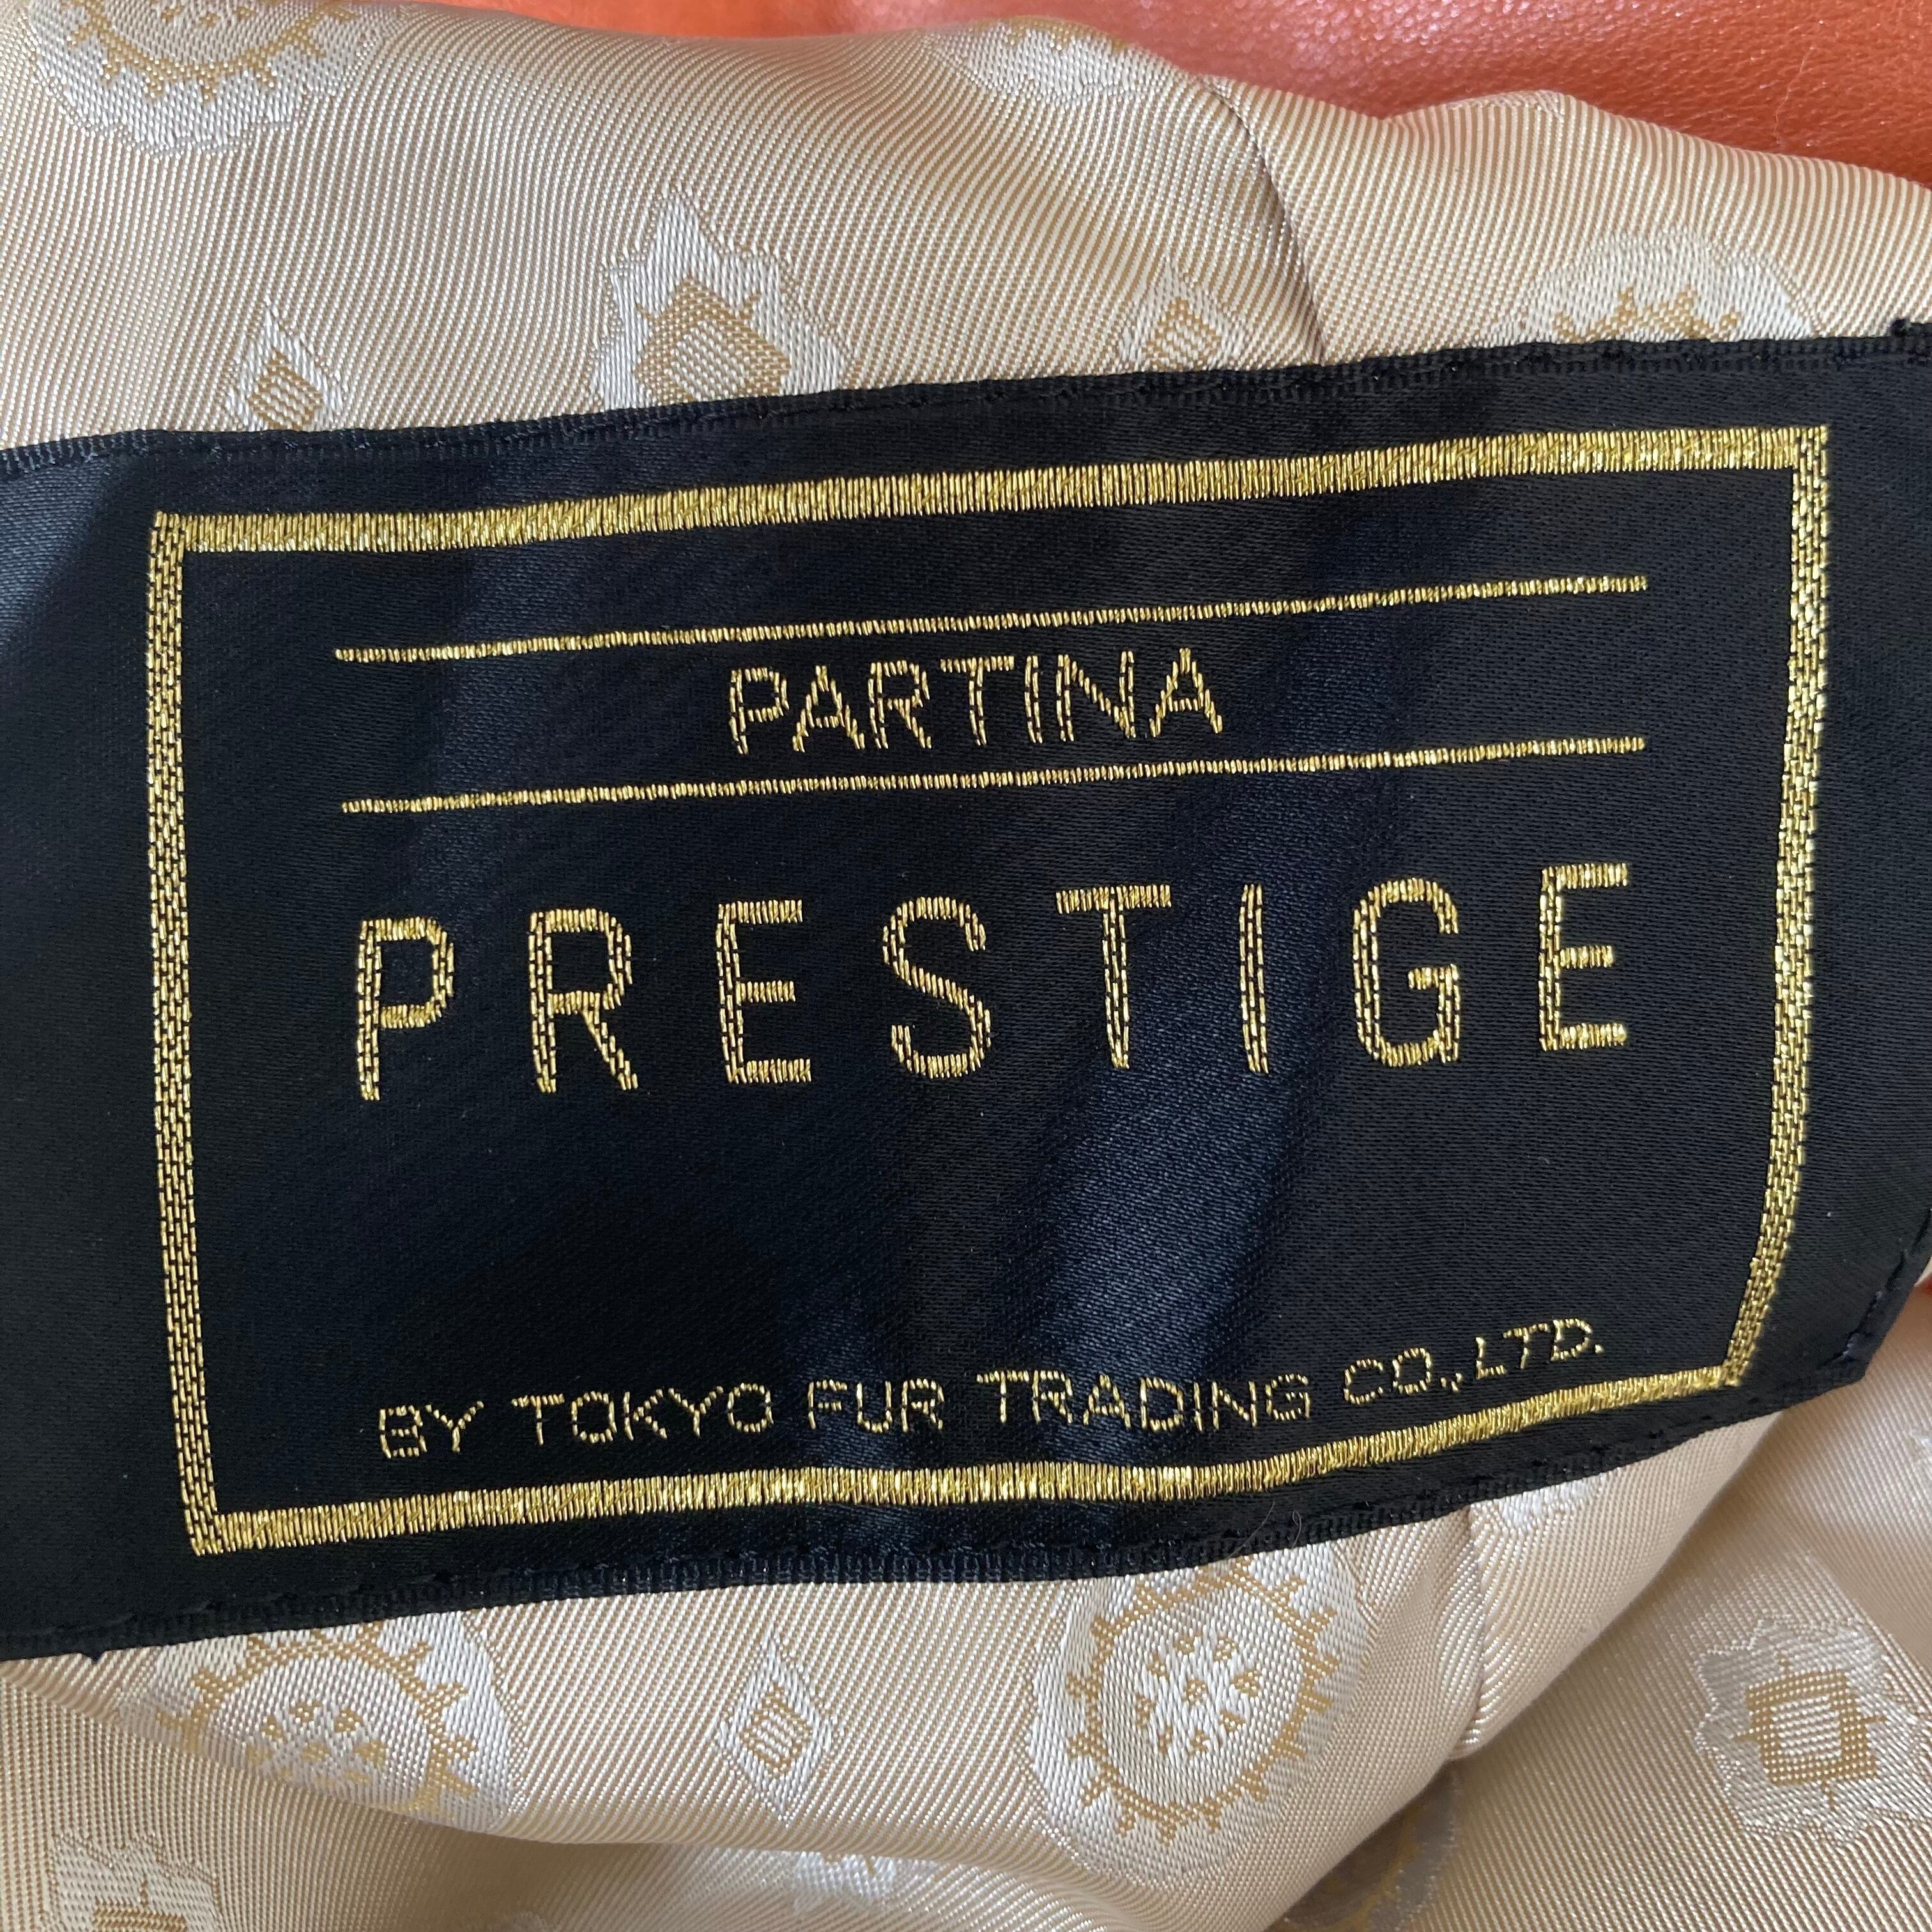 PARTINA
PRESTIGE
BY TOKYO FUR TRADING CO., LTD.